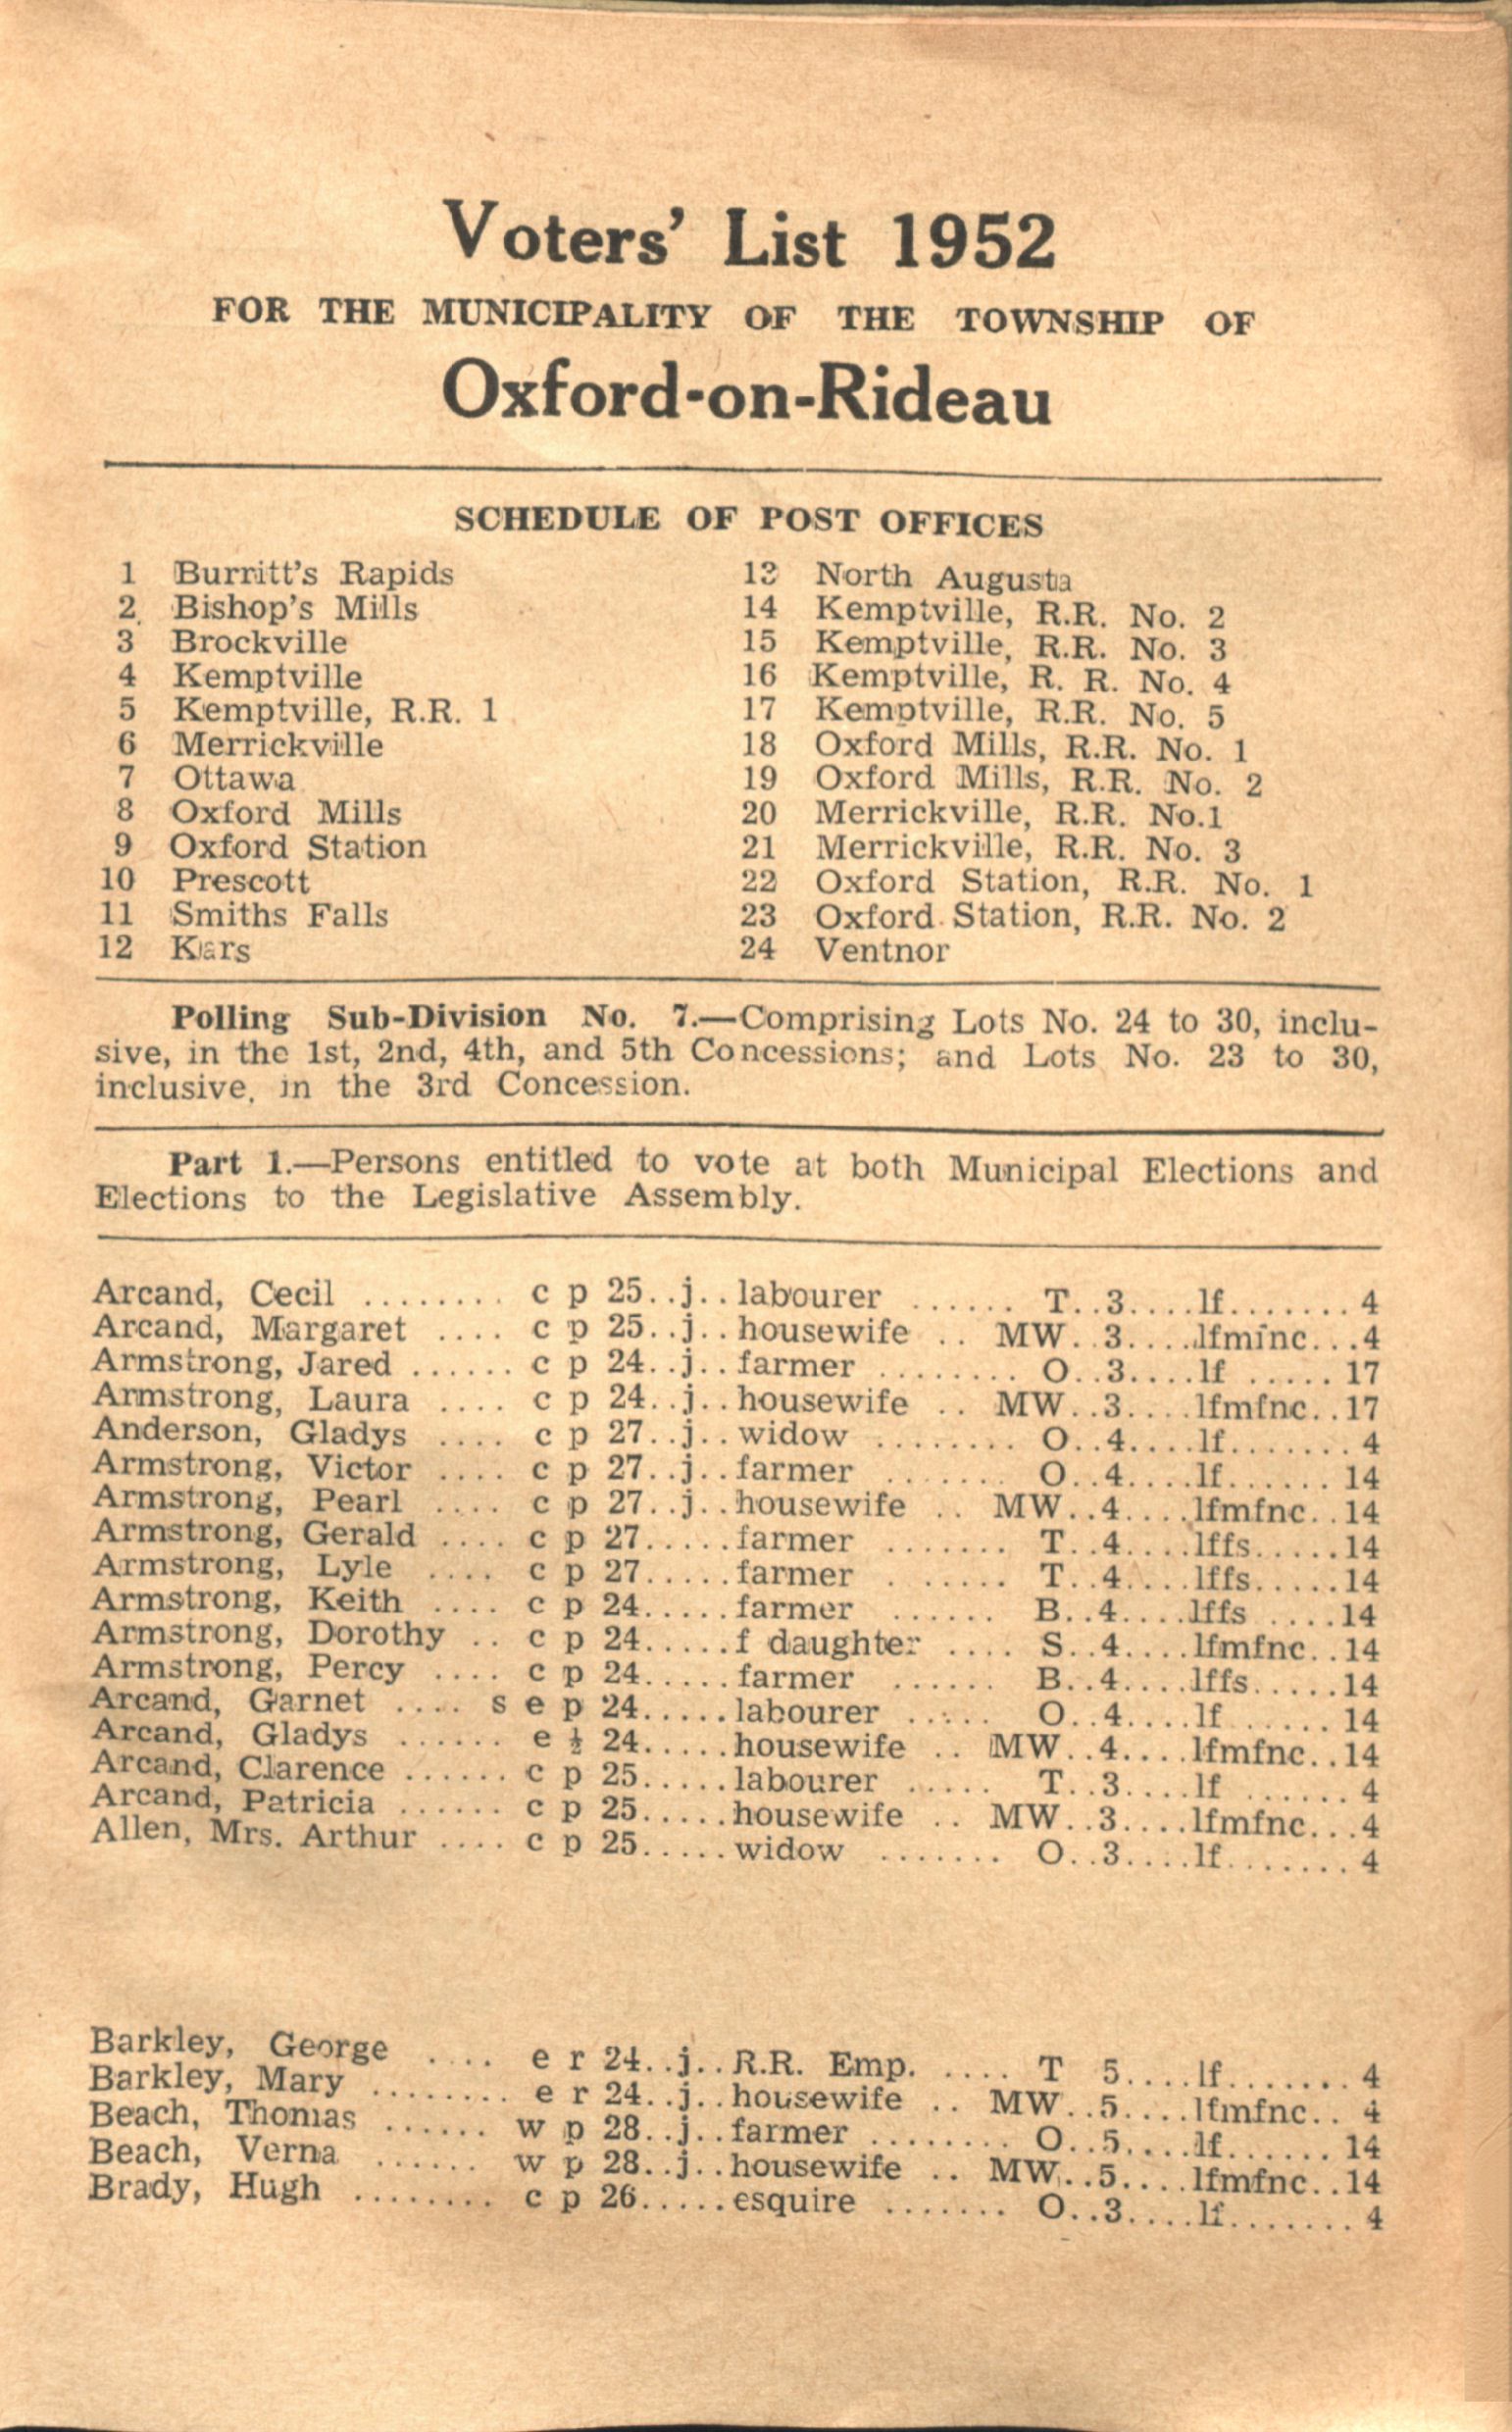 Voters' List 1952
FOR THE MUNICIPALITY OF THE TOWNSHIP OF
Oxford-on-Rideau
SCHEDULE OF POST OFFICES
1 Burritt's Rapids
2 Bishop's Mills
3 Brockville
4 Kemptville
5 Kemptville, R.R. 1
6 Merrickville
7 Ottawa
8 Oxford Mills
9 Oxford Station
10 Prescott
11 Smiths Falls
12 Kars
13 North Augusta
14 Kemptville, R.R. No. 2
15 Kemptville, R.R. No. 3
16 Kemptville, R. R. No. 4
17 Kemptville, R.R. No. 5
18 Oxford Mills, R.R. No. 1
19 Oxford Mills, R.R. No. 2
20 Merrickville, R.R. No.1
21 Merrickville, R.R. No. 3
22 Oxford Station, R.R. No. 1
23 Oxford Station, R.R. No. 2
24 Ventnor
Polling Sub-Division No. 7.—Comprising Lots No. 24 to 30, inclu-
sive, in the 1st, 2nd, 4th, and 5th Concessions; and Lots No. 23 to 30,
inclusive, in the 3rd Concession.
Part 1.—Persons entitled to vote at both Municipal Elections and
Elections to the Legislative Assembly.
Arcand, Cecil ........ c p 25..j..labourer ...... T..3....lf.......4
Arcand, Margaret .... c p 25..j..housewife .. MW..3....lfminc...4
Armstrong, Jared ...... c p 24..j..farmer ........ O..3....lf ..... 17
Armstrong, Laura .... c p 24..j..housewife .. MW..3....lfmfnc..17
Anderson, Gladys .... c p 27..j..widow ........ O..4....lf.......4
Armstrong, Victor .... c p 27..j..farmer ....... O..4....lf......14
Armstrong, Pearl .... c p 27..j..housewife .. MW..4....lfmfnc..14
Armstrong, Gerald .... c p 27.....farmer ....... T..4....lffs.....14
Armstrong, Lyle .... c p 27.....farmer . ...... T..4....lffs.....14
Armstrong, Keith .... c p 24.....farmer ...... B..4....lffs ....14
Armstrong, Dorothy .. c p 24.....f daughter .... S..4....lfmfnc..14
Armstrong, Percy .... c p 24.....farmer ...... B..4....lffs.....14
Arcand, Garnet .... s e p 24.....labourer ..... O..4....lf......14
Arcand, Gladys ...... e ½ 24.....housewife .. MW..4....lfmfnc..14
Arcand, Clarence ...... c p 25.....labourer ..... T..3....lf ......4
Arcand, Patricia ...... c p 25.....housewife .. MW..3....lfmfnc...4
Allen, Mrs. Arthur .... c p 25.....widow ....... O..3....lf.......4
Barkley, George .... e r 24..j..R.R. Emp. .... T 5....lf.......4
Barkley, Mary ........ e r 24..j..housewife .. MW..5....lfmfnc.. 4
Beach, Thomas ...... w p 28..j..farmer ........ O..5....lf......14
Beach, Verna ...... w p 28..j..housewife .. MW..5....lfmfnc..14
Brady, Hugh ........ c p 26.....esquire ....... O..3....lf.......4